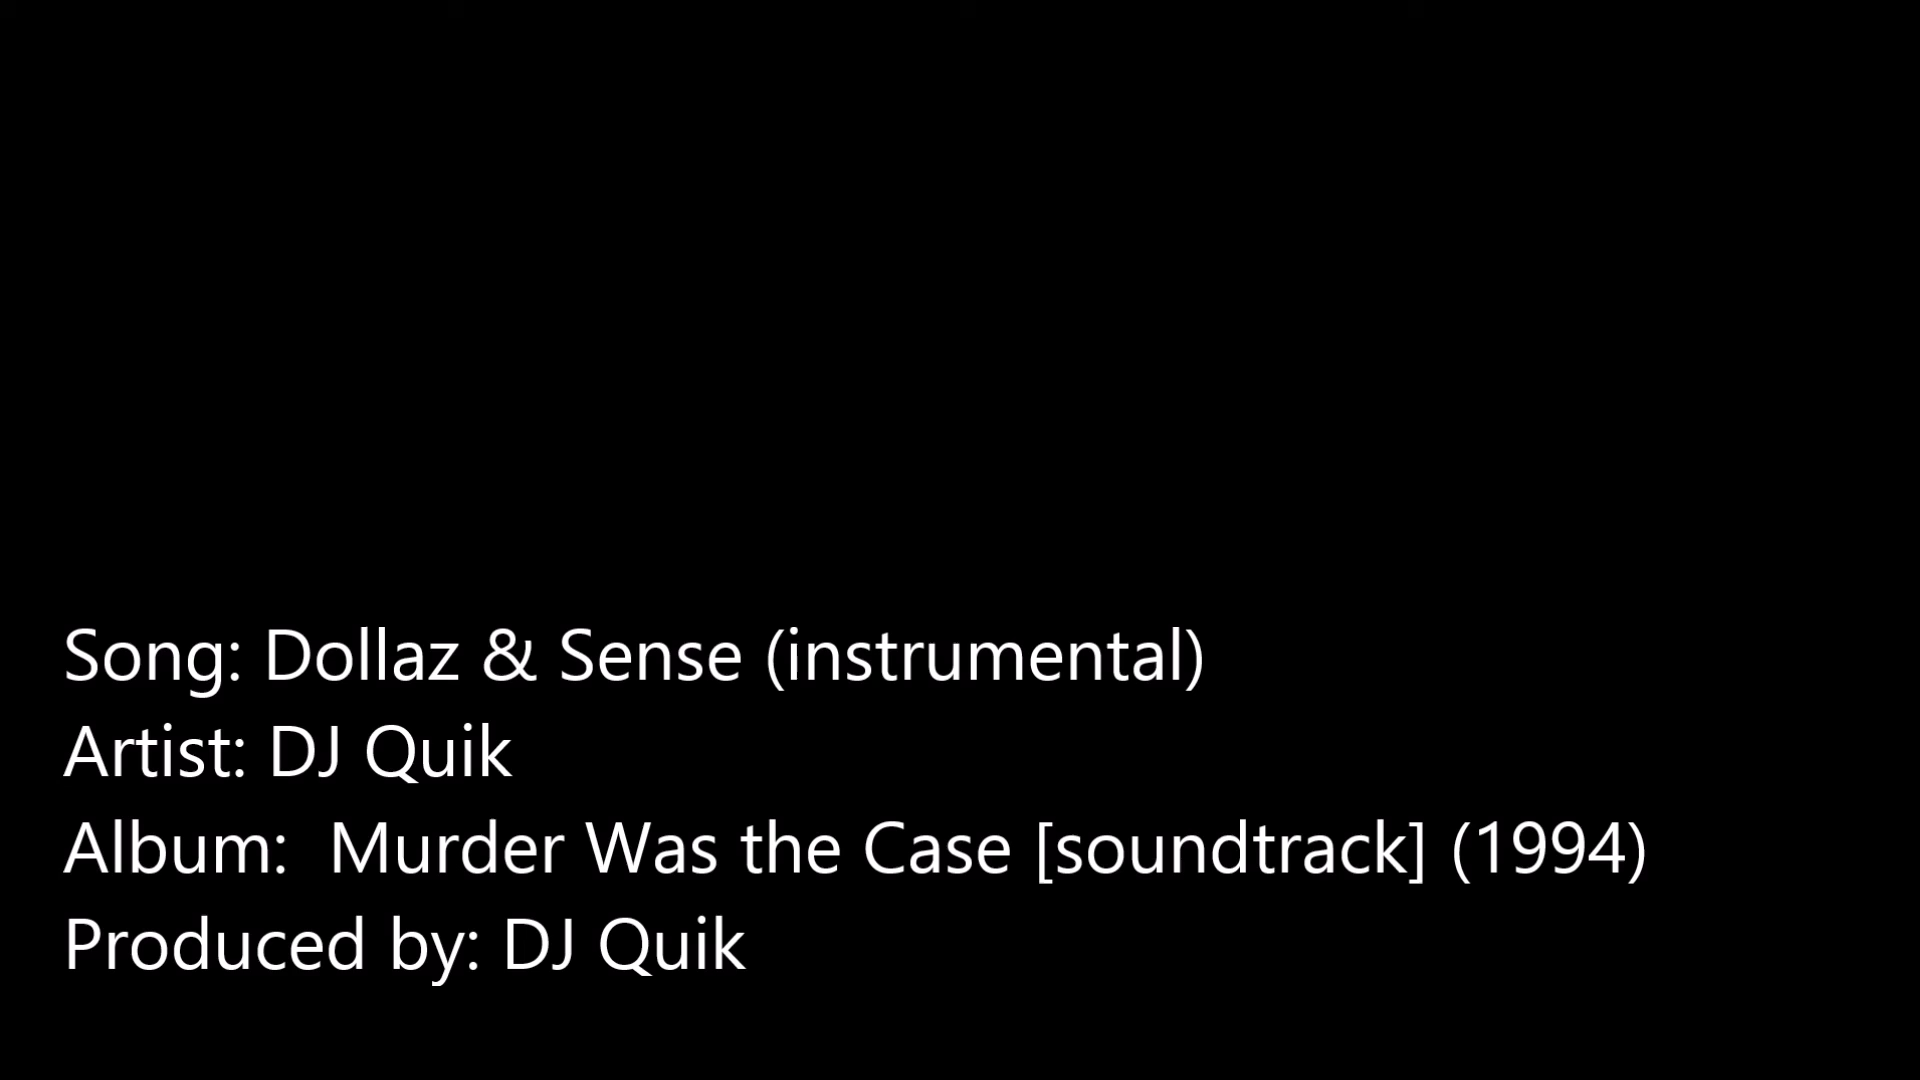 Song: Dollaz & Sense (instrumental)
Artist: DJ Quik
Album:  Murder Was the Case [soundtrack] (1994)
Produced by: DJ Quik